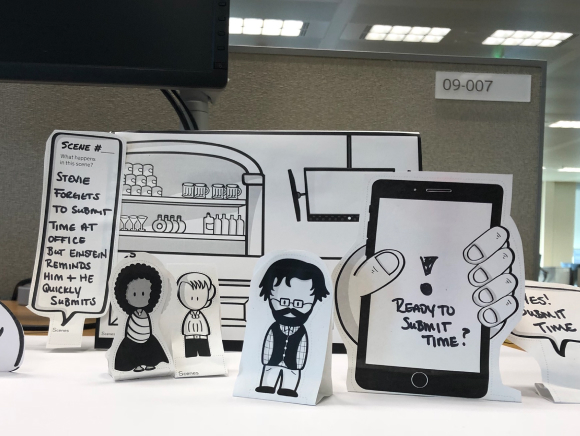 09-007
SCENE #
What happens
in this scene?
STEVIE
FORGETS
TO SUBMIT
TIME AT
OFFICE
BUT EINSTEIN
REMINDS
HIM + HE
QUICKLY
SUBMITS
Scenes
Scenes
!
READY TO
SUBMIT
TIME?
YES!
SUBMIT
TIME